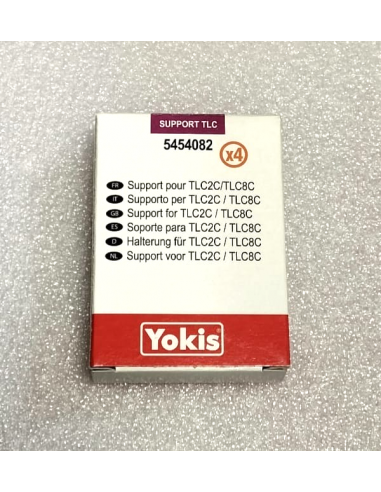 SUPPORT TLC
5454082
x4
FR Support pour TLC2C/TLC8C
IT Supporto per TLC2C / TLC8C
GB Support for TLC2C / TLC8C
ES Soporte para TLC2C / TLC8C
D Halterung für TLC2C / TLC8C
NL Support voor TLC2C / TLC8C
Yokis®